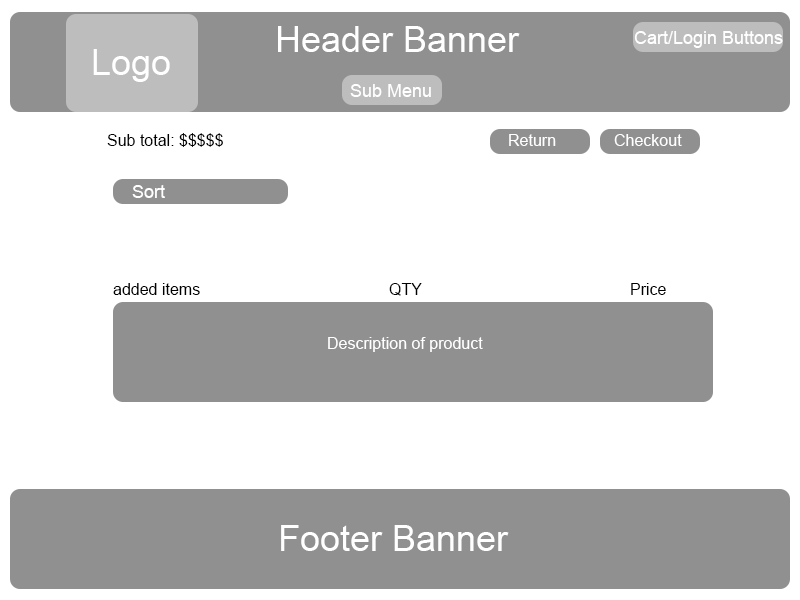 Logo
Header Banner
Cart/Login Buttons
Sub Menu
Sub total: $$$$$
Return
Checkout
Sort
added items
QTY
Price
Description of product
Footer Banner